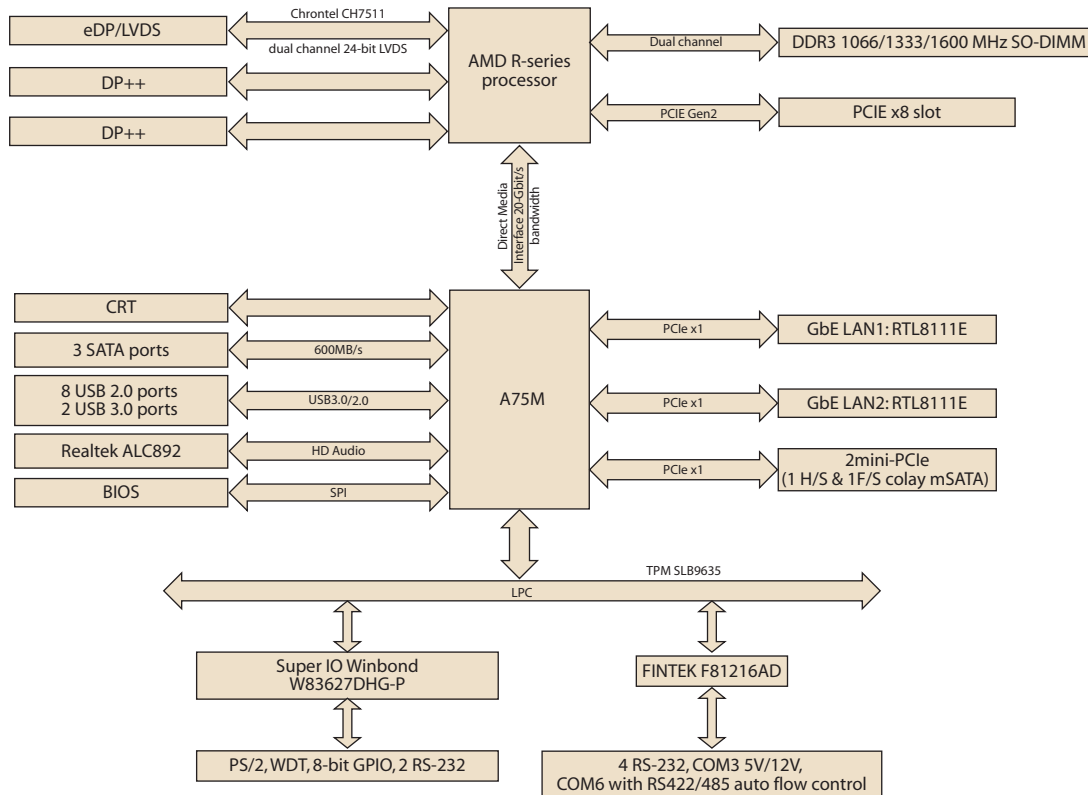 eDP/LVDS
Chrontel CH7511
dual channel 24-bit LVDS
DP++
DP++
AMD R-series
processor
Dual channel
DDR3 1066/1333/1600 MHz SO-DIMM
PCIE Gen2
PCIE x8 slot
Direct Media
Interface 20-Gbit/s
bandwidth
CRT
3 SATA ports
600MB/s
8 USB 2.0 ports
2 USB 3.0 ports
USB3.0/2.0
Realtek ALC892
HD Audio
BIOS
SPI
A75M
PCIe x1
GbE LAN1: RTL8111E
PCIe x1
GbE LAN2: RTL8111E
PCIe x1
2mini-PCIe
(1 H/S & 1F/S colay mSATA)
TPM SLB9635
LPC
Super IO Winbond
W83627DHG-P
FINTEK F81216AD
PS/2, WDT, 8-bit GPIO, 2 RS-232
4 RS-232, COM3 5V/12V,
COM6 with RS422/485 auto flow control